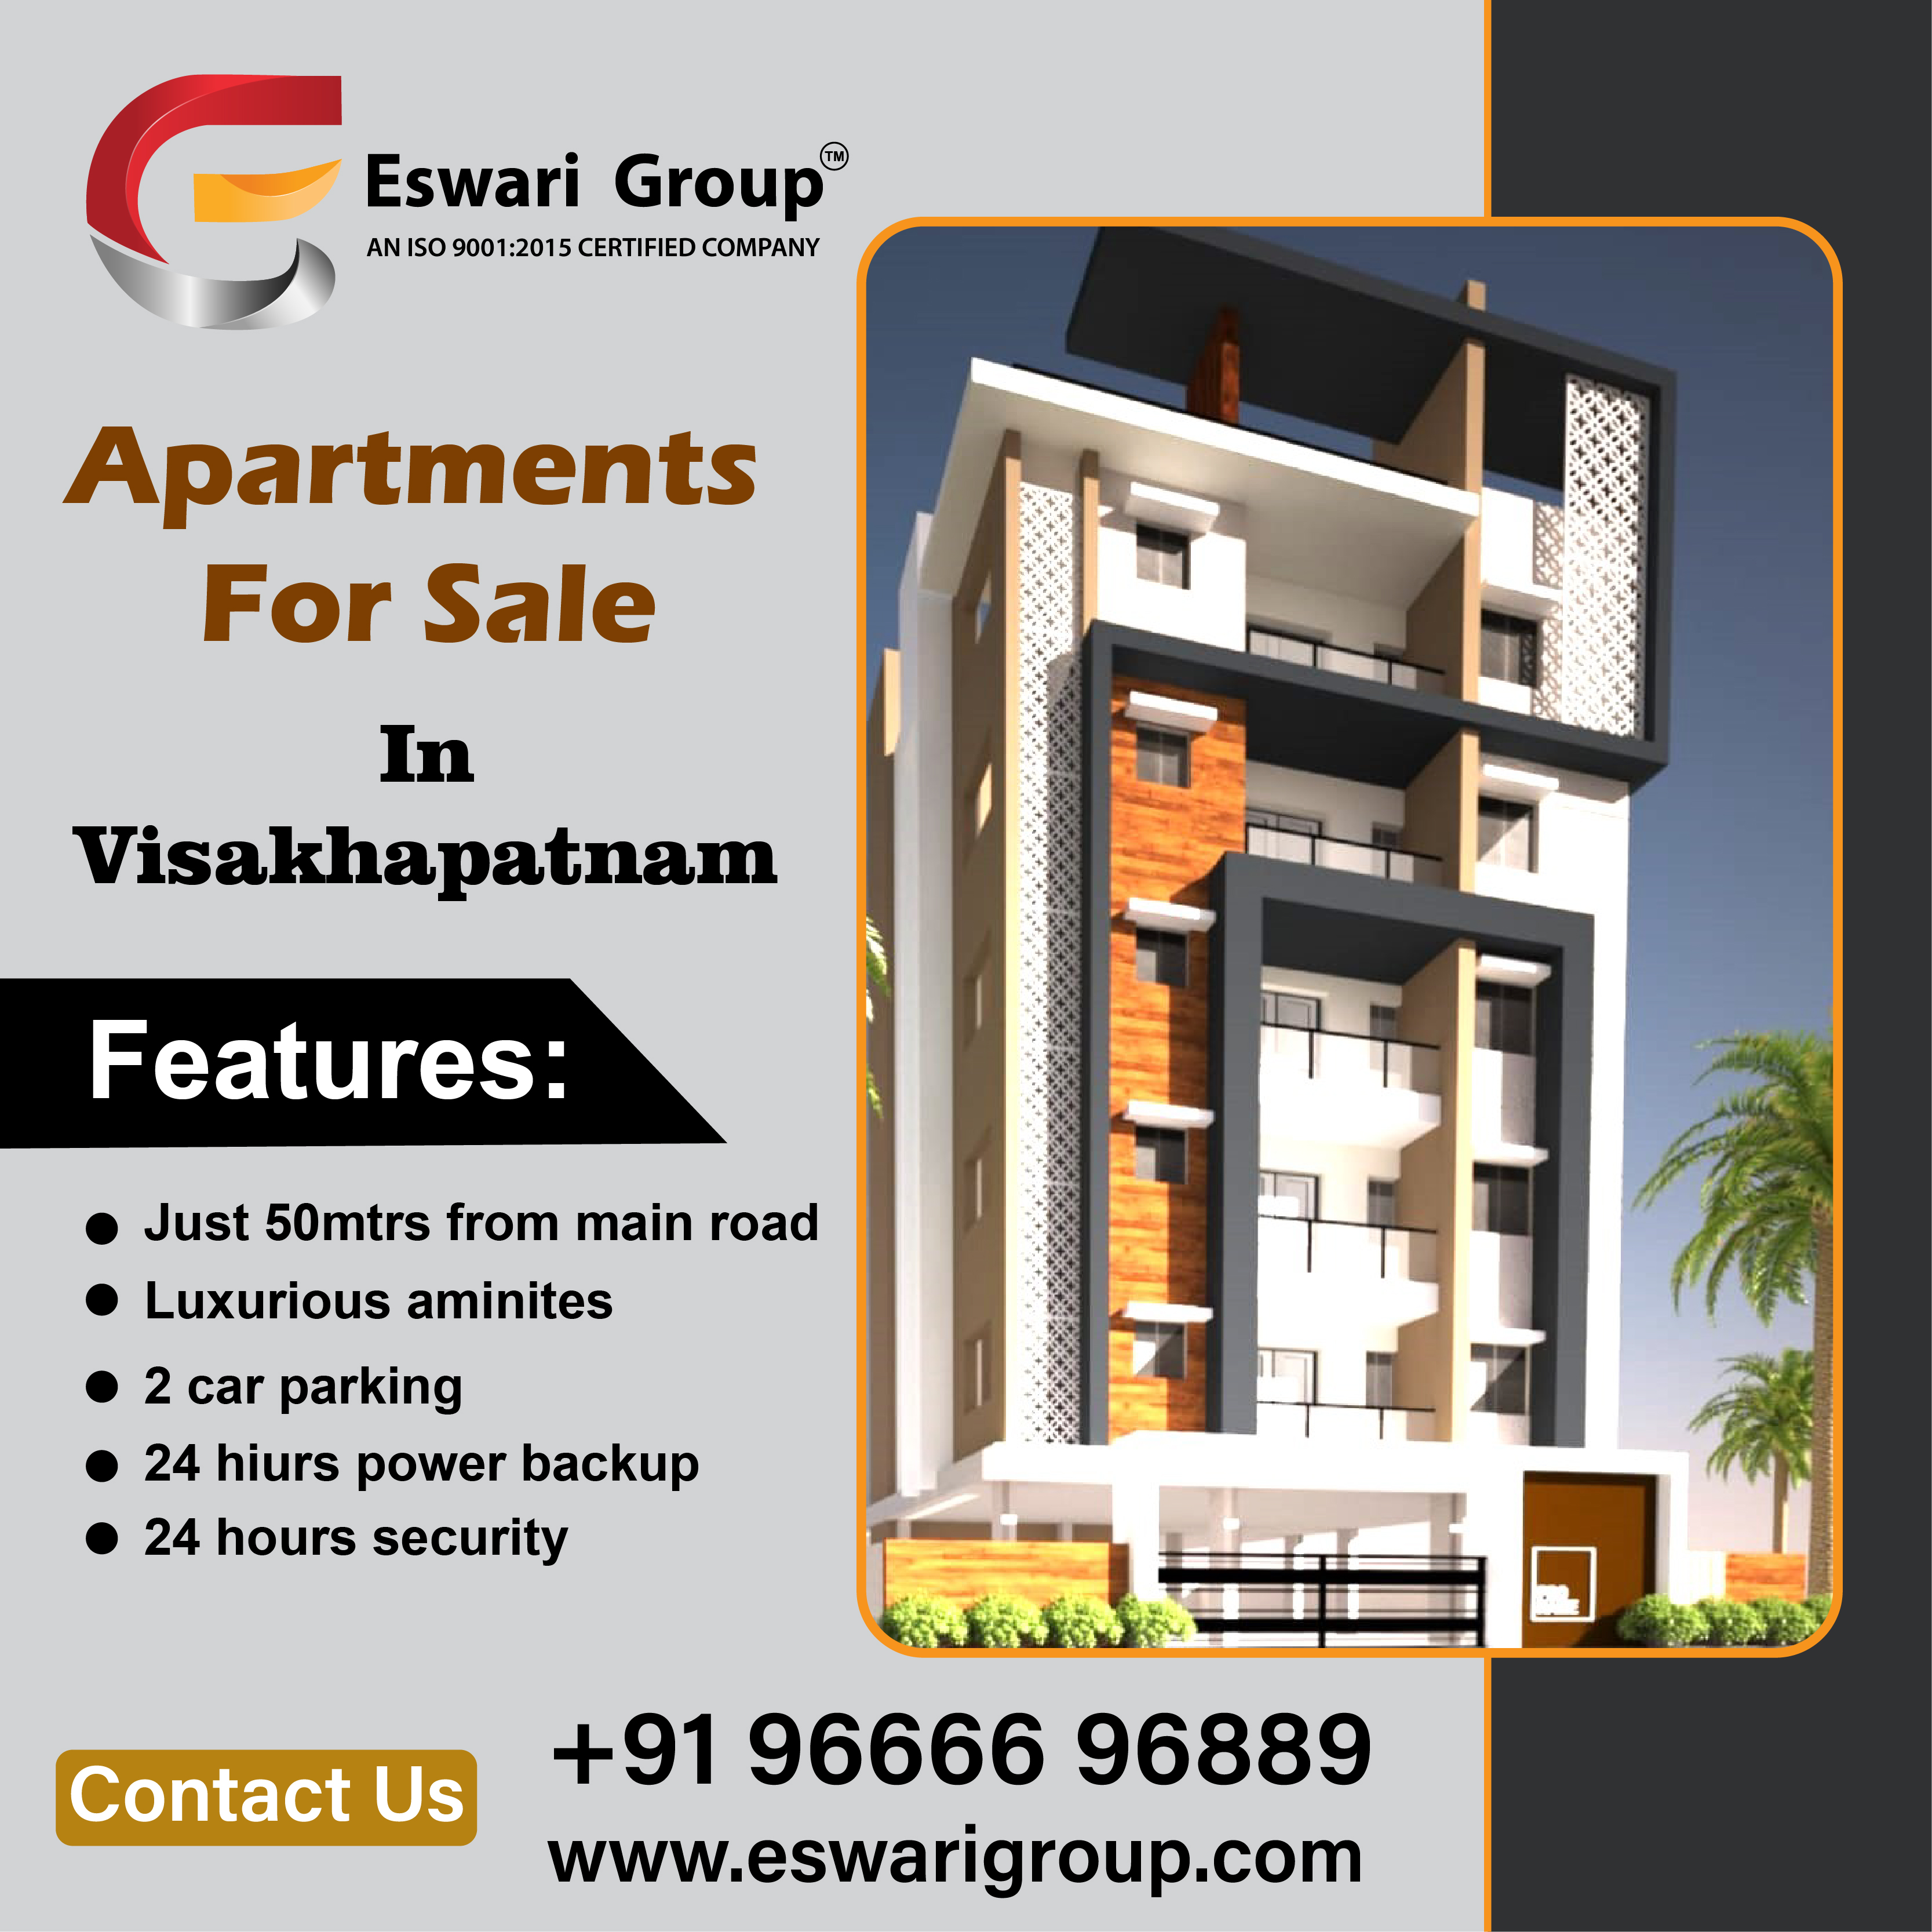 Eswari Group TM
AN ISO 9001:2015 CERTIFIED COMPANY
Apartments
For Sale
In
Visakhapatnam
Features:
Just 50mtrs from main road
Luxurious aminites
2 car parking
24 hiurs power backup
24 hours security
Contact Us
+91 96666 96889
www.eswarigroup.com